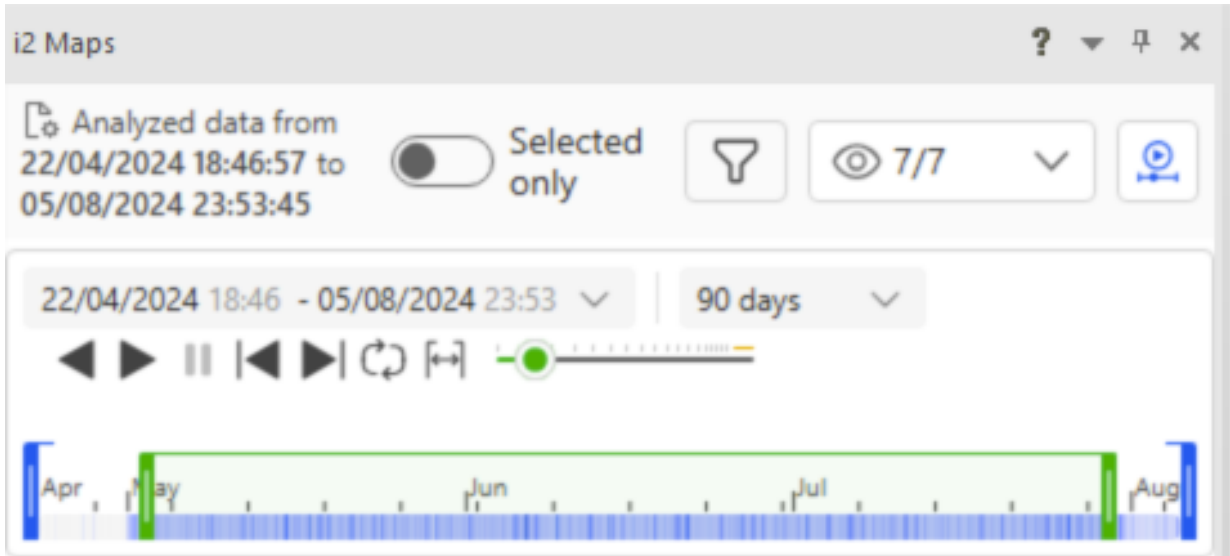 i2 Maps ?
Analyzed data from
22/04/2024 18:46:57 to
05/08/2024 23:53:45
Selected
only
7/7
22/04/2024 18:46 - 05/08/2024 23:53
90 days
Apr May Jun Jul Aug